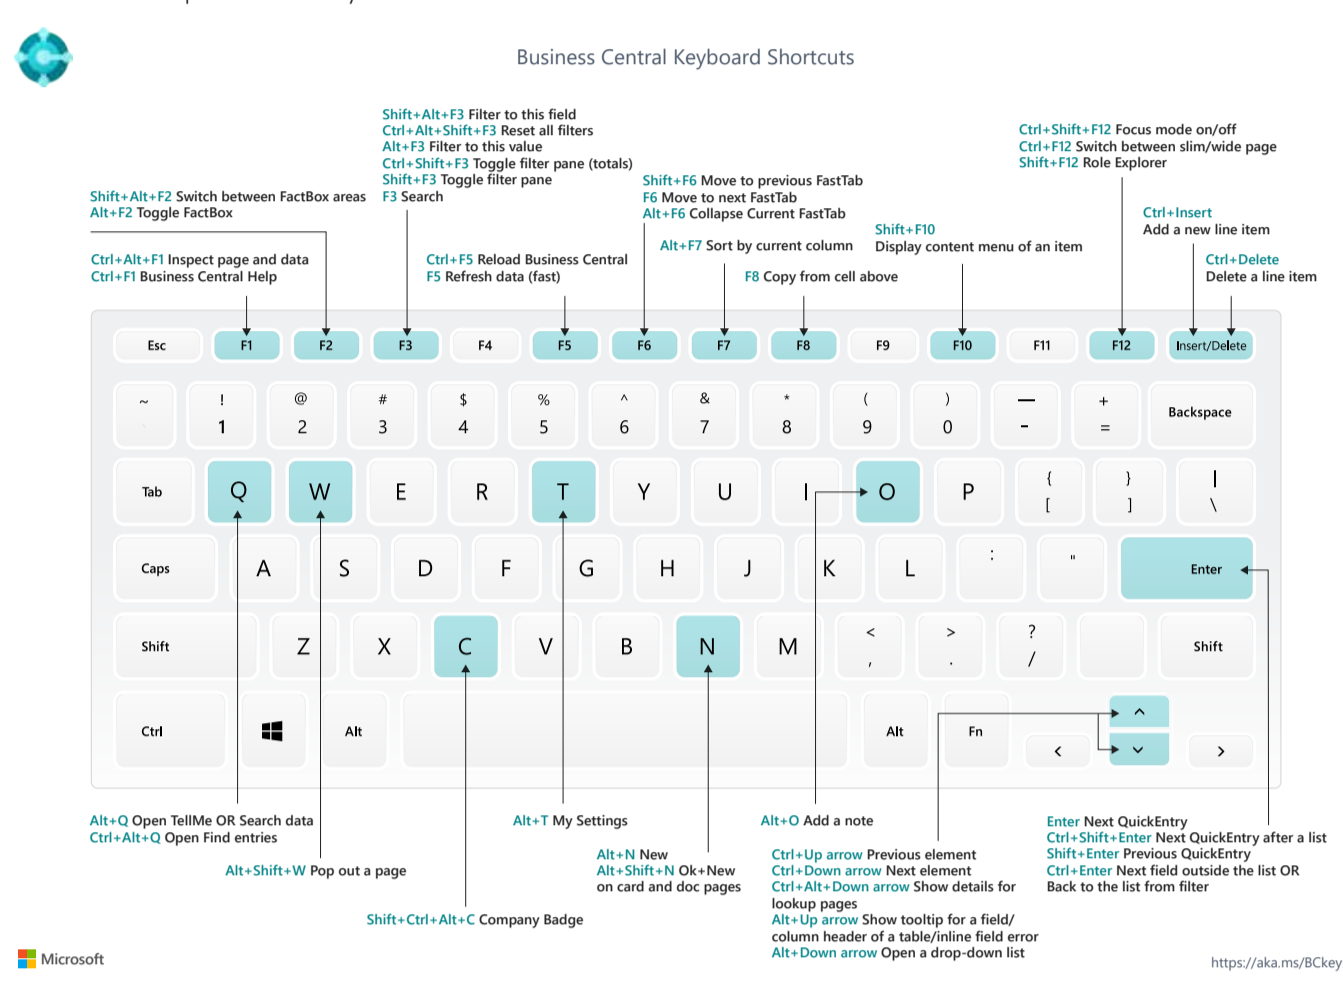 Business Central Keyboard Shortcuts
Shift+Alt+F3 Filter to this field
Ctrl+Alt+Shift+F3 Reset all filters
Alt+F3 Filter to this value
Ctrl+Shift+F3 Toggle filter pane (totals)
Shift+F3 Toggle filter pane
F3 Search
Ctrl+Shift+F12 Focus mode on/off
Ctrl+F12 Switch between slim/wide page
Shift+F12 Role Explorer
Shift+Alt+F2 Switch between FactBox areas
Alt+F2 Toggle FactBox
Shift+F6 Move to previous FastTab
F6 Move to next FastTab
Alt+F6 Collapse Current FastTab
Ctrl+Insert
Add a new line item
Shift+F10
Display content menu of an item
Alt+F7 Sort by current column
Ctrl+Alt+F1 Inspect page and data
Ctrl+F1 Business Central Help
Ctrl+F5 Reload Business Central
F5 Refresh data (fast)
F8 Copy from cell above
Ctrl+Delete
Delete a line item
Esc F1 F2 F3 F4 F5 F6 F7 F8 F9 F10 F11 F12 Insert/Delete
~ ! @ # $ % ^ & * ( ) — +
` 1 2 3 4 5 6 7 8 9 0 - = Backspace
Tab Q W E R T Y U I O P { } |
[ ] \
Caps A S D F G H J K L : " Enter
Shift Z X C V B N M < > ? Shift
, . /
Ctrl Alt Alt Fn ^ < ⌄ >
Alt+Q Open TellMe OR Search data
Ctrl+Alt+Q Open Find entries
Alt+Shift+W Pop out a page
Shift+Ctrl+Alt+C Company Badge
Alt+T My Settings
Alt+N New
Alt+Shift+N Ok+New
on card and doc pages
Alt+O Add a note
Ctrl+Up arrow Previous element
Ctrl+Down arrow Next element
Ctrl+Alt+Down arrow Show details for
lookup pages
Alt+Up arrow Show tooltip for a field/
column header of a table/inline field error
Alt+Down arrow Open a drop-down list
Enter Next QuickEntry
Ctrl+Shift+Enter Next QuickEntry after a list
Shift+Enter Previous QuickEntry
Ctrl+Enter Next field outside the list OR
Back to the list from filter
Microsoft
https://aka.ms/BCkey